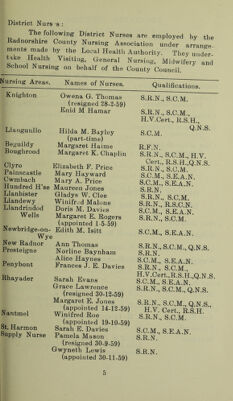 District Nurses:
The following District Nurses are employed by the
Radnorshire County Nursing Association under arrange-
ments made by the Local Health Authority. They under-
take Health Visiting, General Nursing, Midwifery and
School Nursing on behalf of the County Council.
Nursing Areas. Names of Nurses. Qualifications.
Knighton Owena G. Thomas S.R.N., S.C.M.
(resigned 28-2-59)
Enid M Hamar S.R.N., S.C.M.,
H.V.Cert., R.S.H.,
Q.N.S.
Llangunllo Hilda M. Bayley S.C.M.
(part-time)
Beguildy Margaret Haime R.F.N.
Boughrood Margaret K. Chaplin S.R.N., S.C.M., H.V.
Cert., R.S.H., Q.N.S.
Clyro Elizabeth F. Price S.R.N., S.C.M.
Painscastle Mary Hayward S.C.M., S.E.A.N.
Cwmbach Mary A. Price S.C.M., S.E.A.N.
Hundred H'se Maureen Jones S.R.N.
Llanbister Gladys W. Cloe S.R.N., S.C.M.
Llandewy Winifred Malone S.R.N., R.S.C.N.
Llandrindod Doris M. Davies S.C.M., S.E.A.N.
Wells Margaret E. Rogers S.R.N., S.C.M.
(appointed 1-5-59)
Newbridge-on- Edith M. Isitt S.C.M., S.E.A.N.
Wye
New Radnor Ann Thomas S.R.N., S.C.M., Q.N.S.
Presteigne Norline Baynham S.R.N.
Alice Haynes S.C.M., S.E.A.N.
Penybont Frances J. E. Davies S.R.N., S.C.M.,
H.V.Cert., R.S.H., Q.N.S.
Rhayader Sarah Evans S.C.M., S.E.A.N.
Grace Lawrence S.R.N., S.C.M., Q.N.S.
(resigned 30-12-59)
Margaret E. Jones S.R.N., S.C.M., Q.N.S.,
(appointed 14-12-59) H.V. Cert., R.S.H.
Nantmel Winifred Roe S.R.N., S.C.M.
(appointed 19-10-59)
St. Harmon Sarah E. Davies S.C.M., S.E.A.N.
Supply Nurse Pamela Mason S.R.N.
(resigned 30-9-59)
Gwyneth Lewis S.R.N.
(appointed 30-11-59)
5